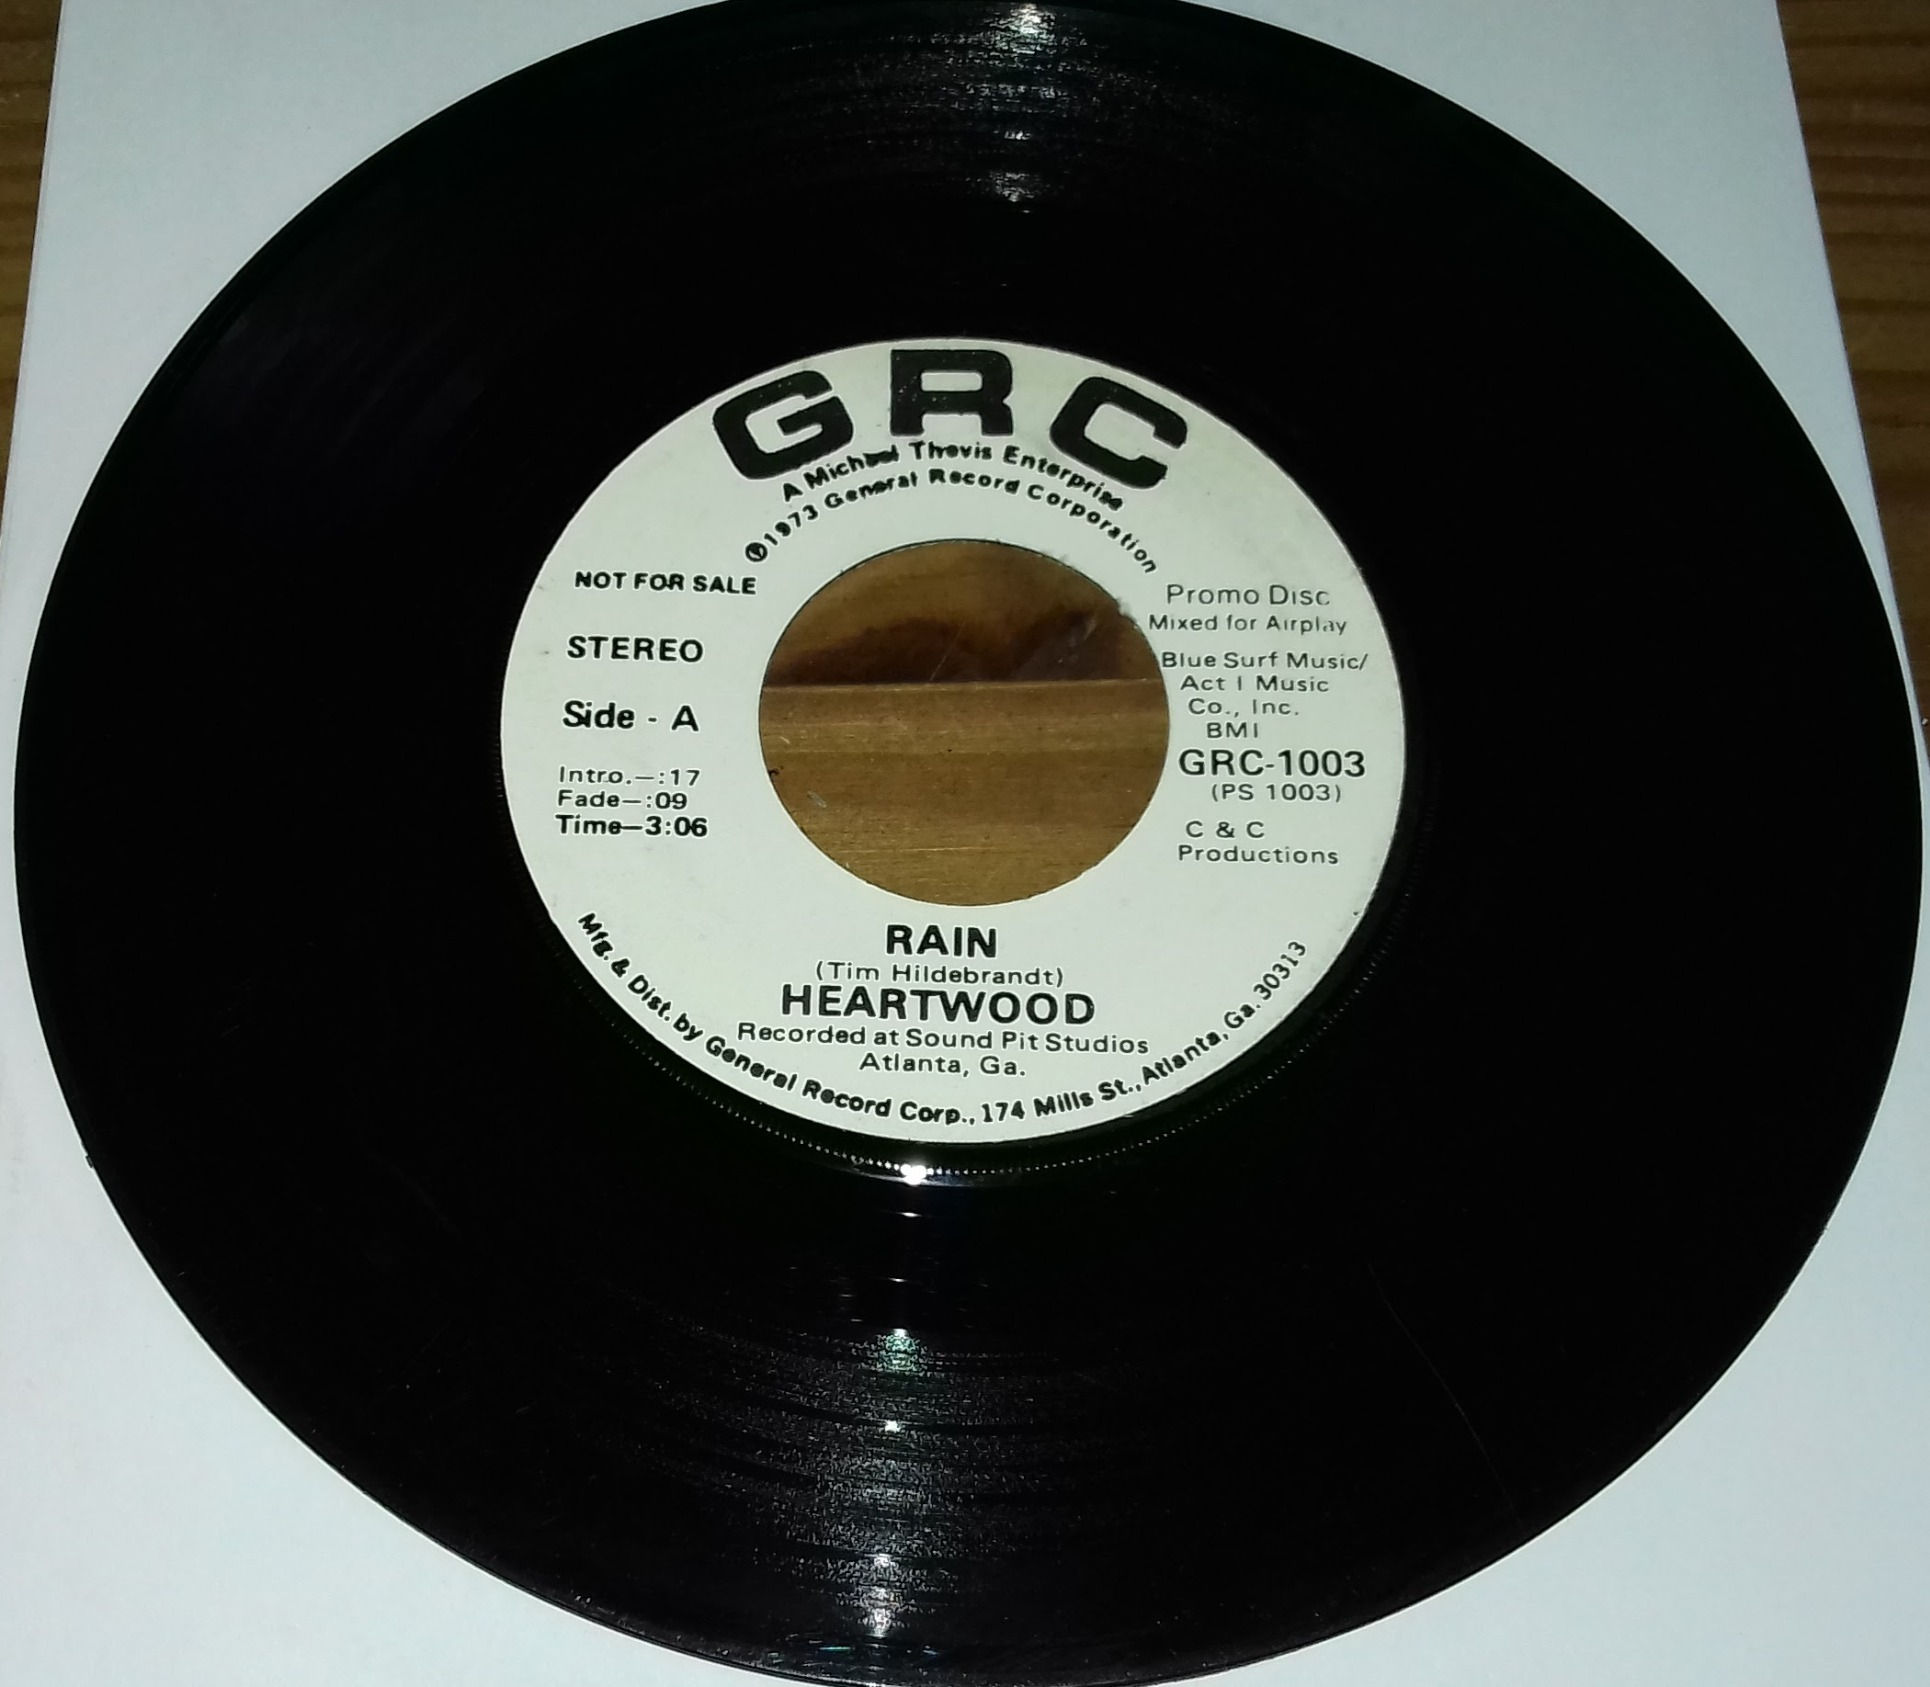 GRC
A Michael Thevis Enterprise
℗1973 General Record Corporation
NOT FOR SALE
STEREO
Side - A
Intro.—:17
Fade—:09
Time—3:06
Promo Disc
Mixed for Airplay
Blue Surf Music/
Act I Music
Co., Inc.
BMI
GRC-1003
(PS 1003)
C & C
Productions
RAIN
(Tim Hildebrandt)
HEARTWOOD
Recorded at Sound Pit Studios
Atlanta, Ga.
Mfg. & Dist. by General Record Corp., 174 Mills St., Atlanta, Ga. 30313